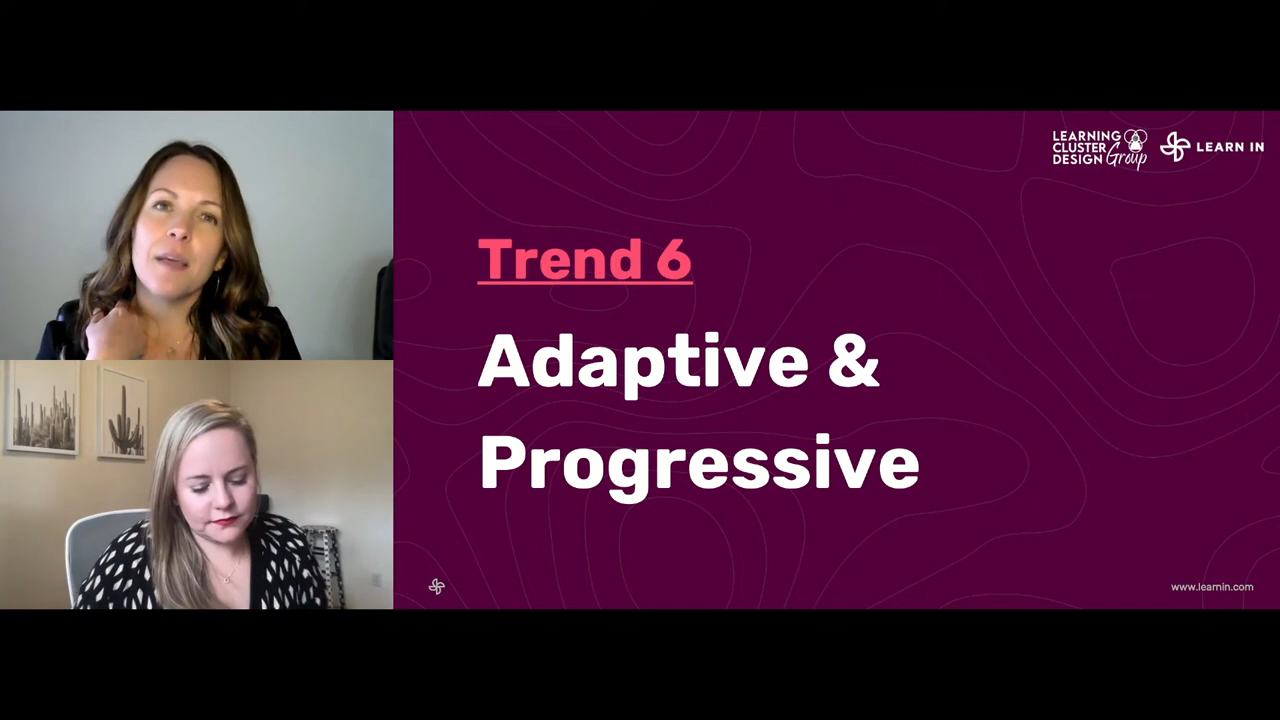 LEARNING
CLUSTER
DESIGN Group
LEARN IN
Trend 6
Adaptive &
Progressive
www.learnin.com